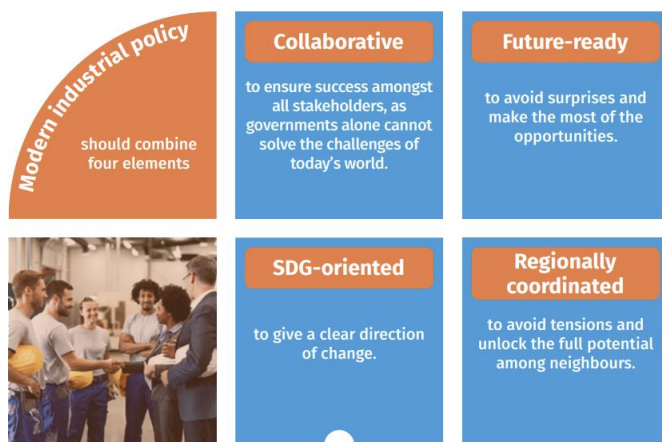 Modern industrial policy
should combine
four elements
Collaborative
to ensure success amongst
all stakeholders, as
governments alone cannot
solve the challenges of
today's world.
Future-ready
to avoid surprises and
make the most of the
opportunities.
SDG-oriented
to give a clear direction
of change.
Regionally
coordinated
to avoid tensions and
unlock the full potential
among neighbours.